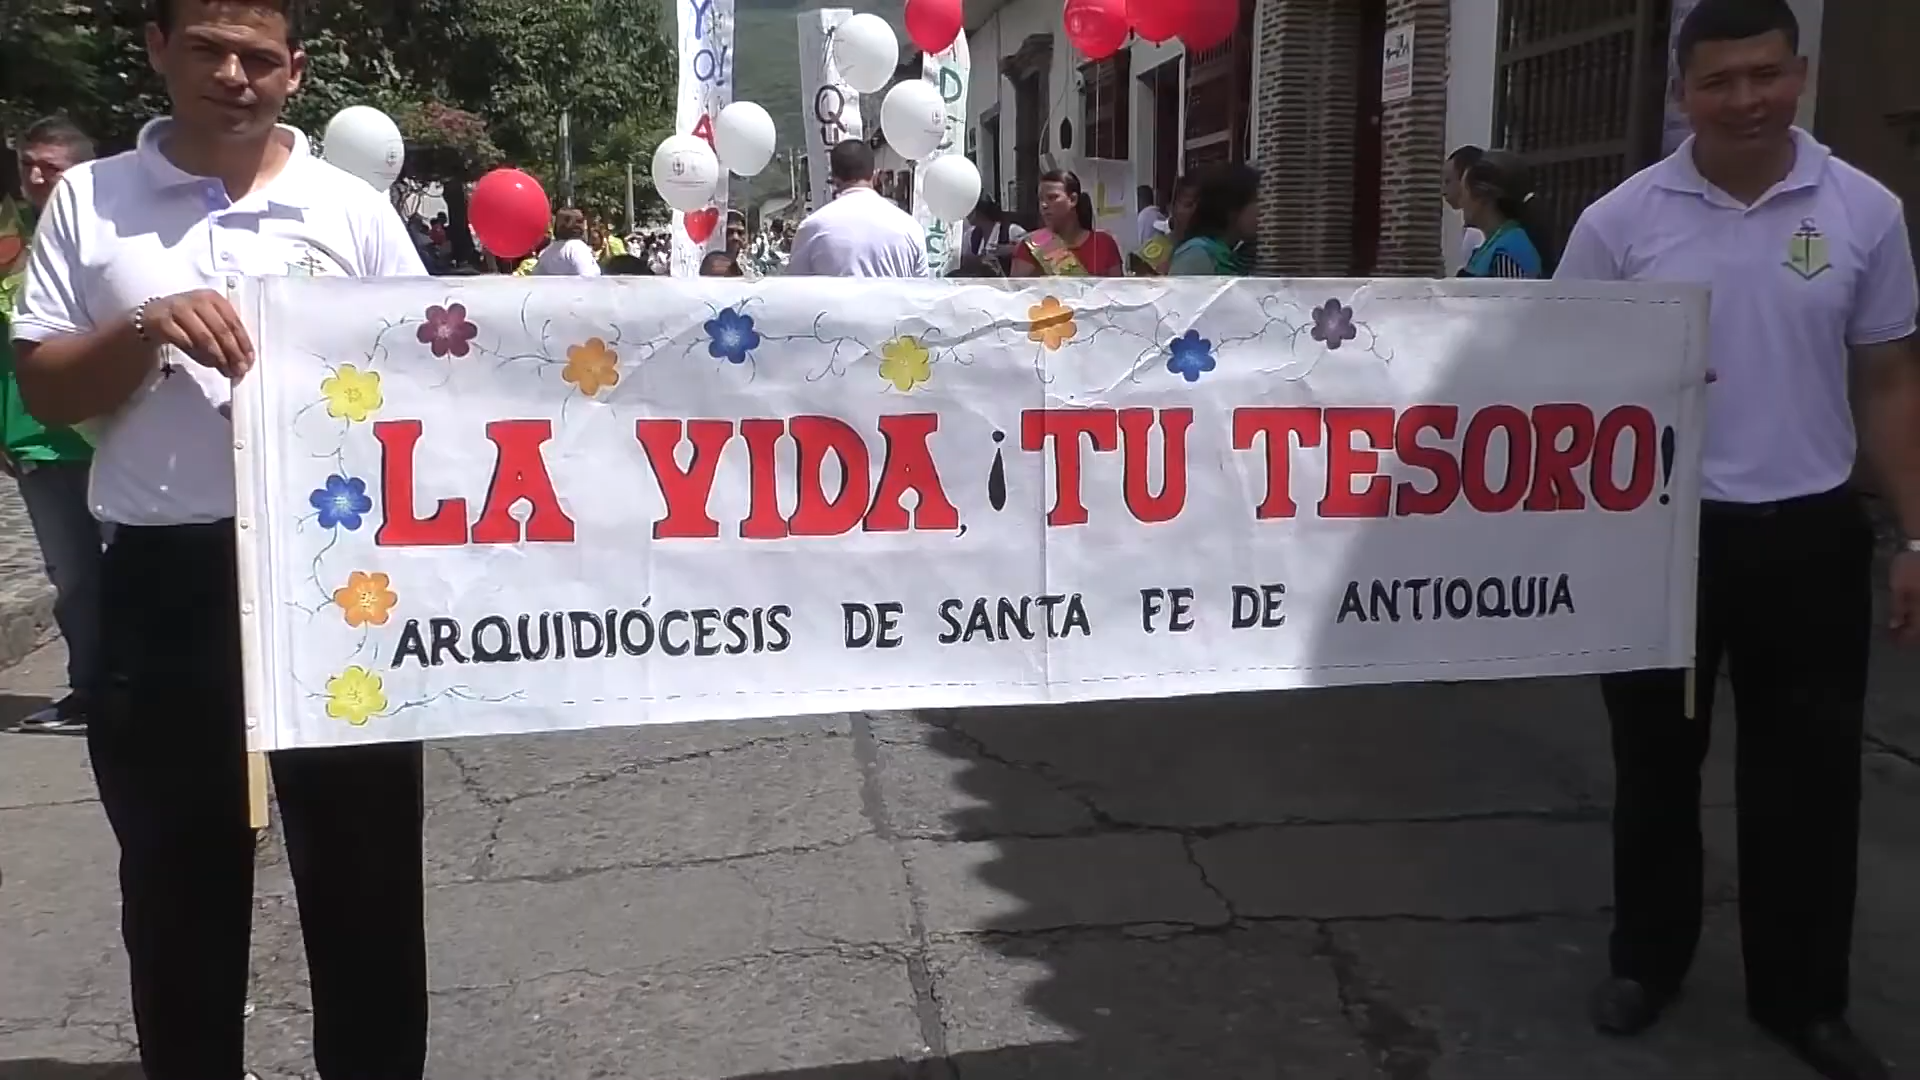 LA VIDA, ¡TU TESORO!
ARQUIDIÓCESIS DE SANTA FE DE ANTIOQUIA